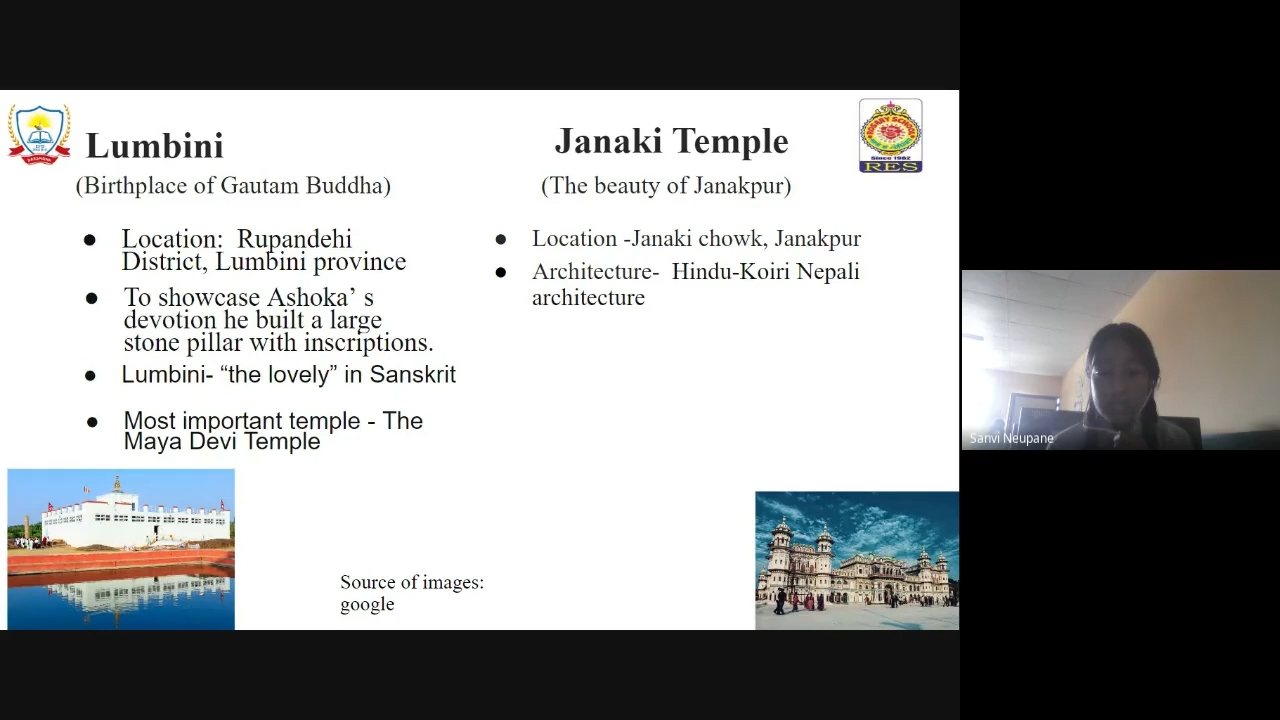 Lumbini
(Birthplace of Gautam Buddha)
● Location: Rupandehi
District, Lumbini province
● To showcase Ashoka’ s
devotion he built a large
stone pillar with inscriptions.
● Lumbini- “the lovely” in Sanskrit
● Most important temple - The
Maya Devi Temple
Janaki Temple
(The beauty of Janakpur)
● Location -Janaki chowk, Janakpur
● Architecture- Hindu-Koiri Nepali
architecture
Since 1982
RES
Source of images:
google
Sanvi Neupane